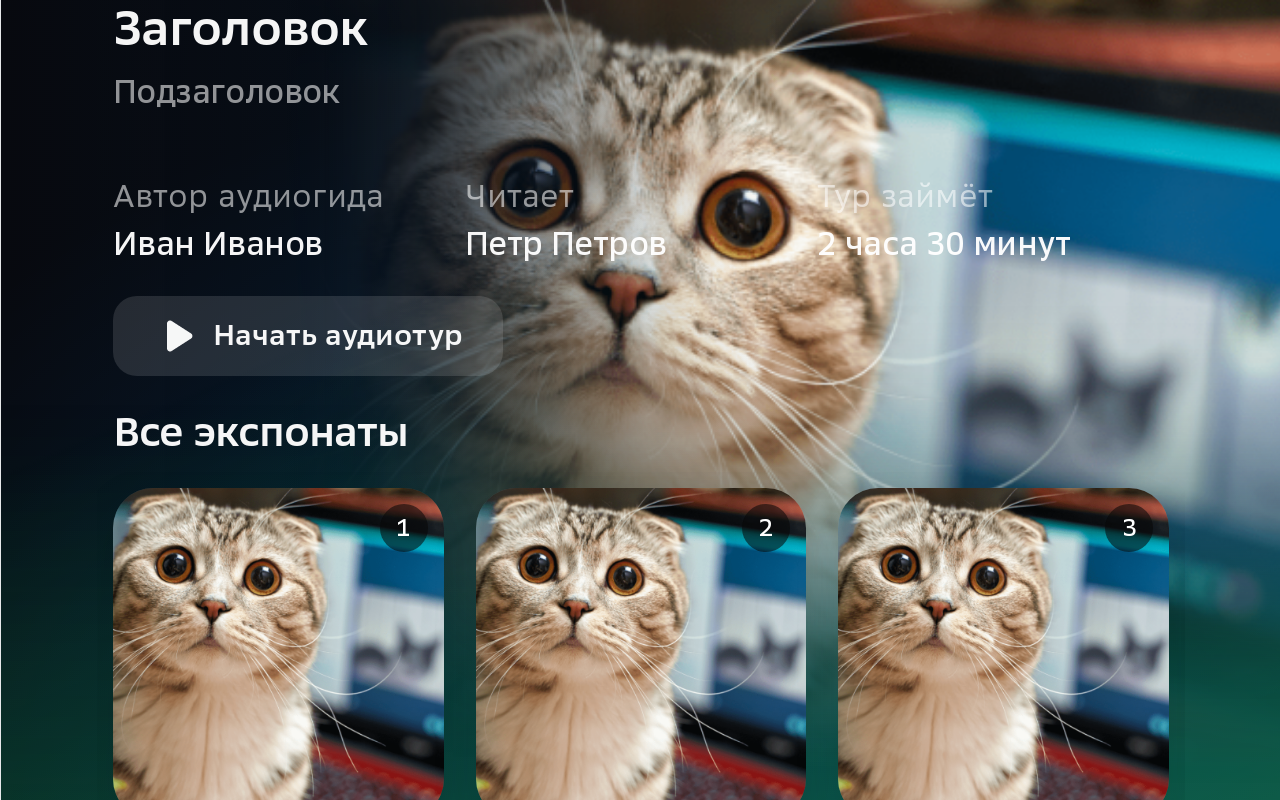 Заголовок
Подзаголовок
Автор аудиогида
Иван Иванов
Читает
Петр Петров
Тур займёт
2 часа 30 минут
Начать аудиотур
Все экспонаты
1
2
3